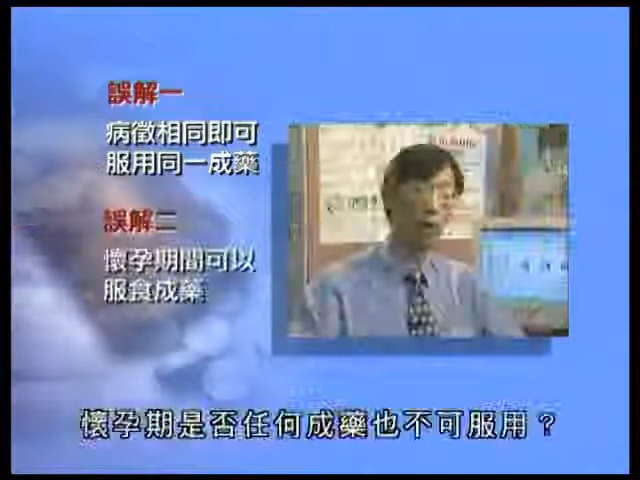 誤解一
病徵相同即可
服用同一成藥
誤解二
懷孕期間可以
服食成藥
懷孕期是否任何成藥也不可服用？